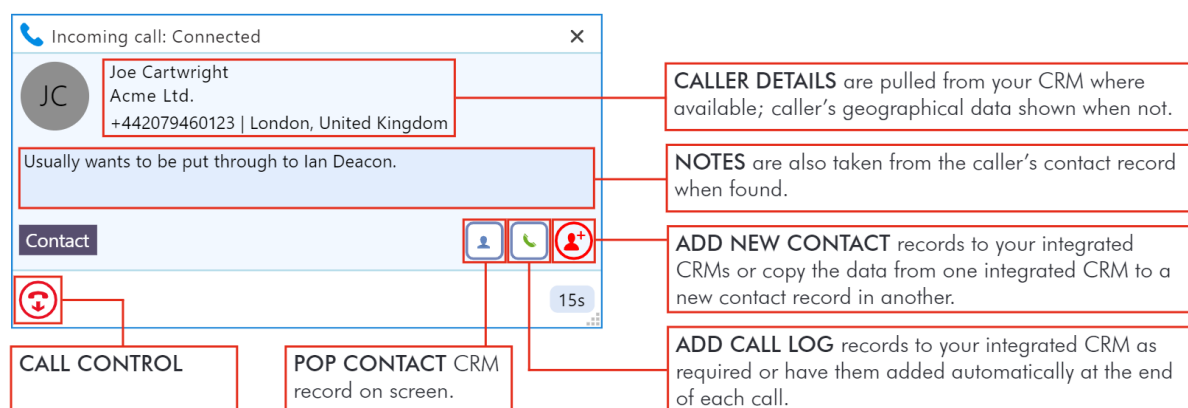 Incoming call: Connected
JC
Joe Cartwright
Acme Ltd.
+442079460123 | London, United Kingdom
Usually wants to be put through to Ian Deacon.
Contact
15s
CALL CONTROL
POP CONTACT CRM
record on screen.
CALLER DETAILS are pulled from your CRM where
available; caller's geographical data shown when not.
NOTES are also taken from the caller's contact record
when found.
ADD NEW CONTACT records to your integrated
CRMs or copy the data from one integrated CRM to a
new contact record in another.
ADD CALL LOG records to your integrated CRM as
required or have them added automatically at the end
of each call.